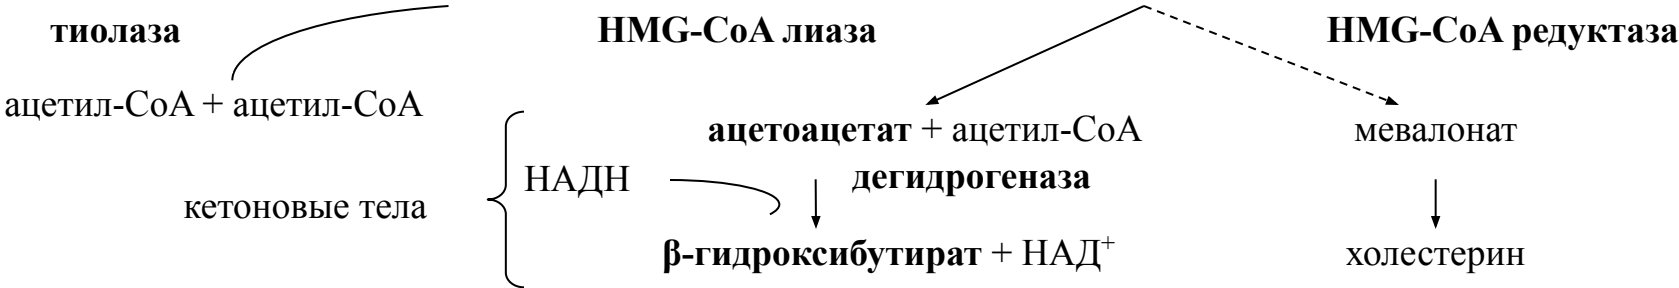 тиолаза HMG-CoA лиаза HMG-CoA редуктаза
ацетил-CoA + ацетил-CoA
ацетоацетат + ацетил-CoA мевалонат
НАДН дегидрогеназа
кетоновые тела
β-гидроксибутират + НАД⁺ холестерин